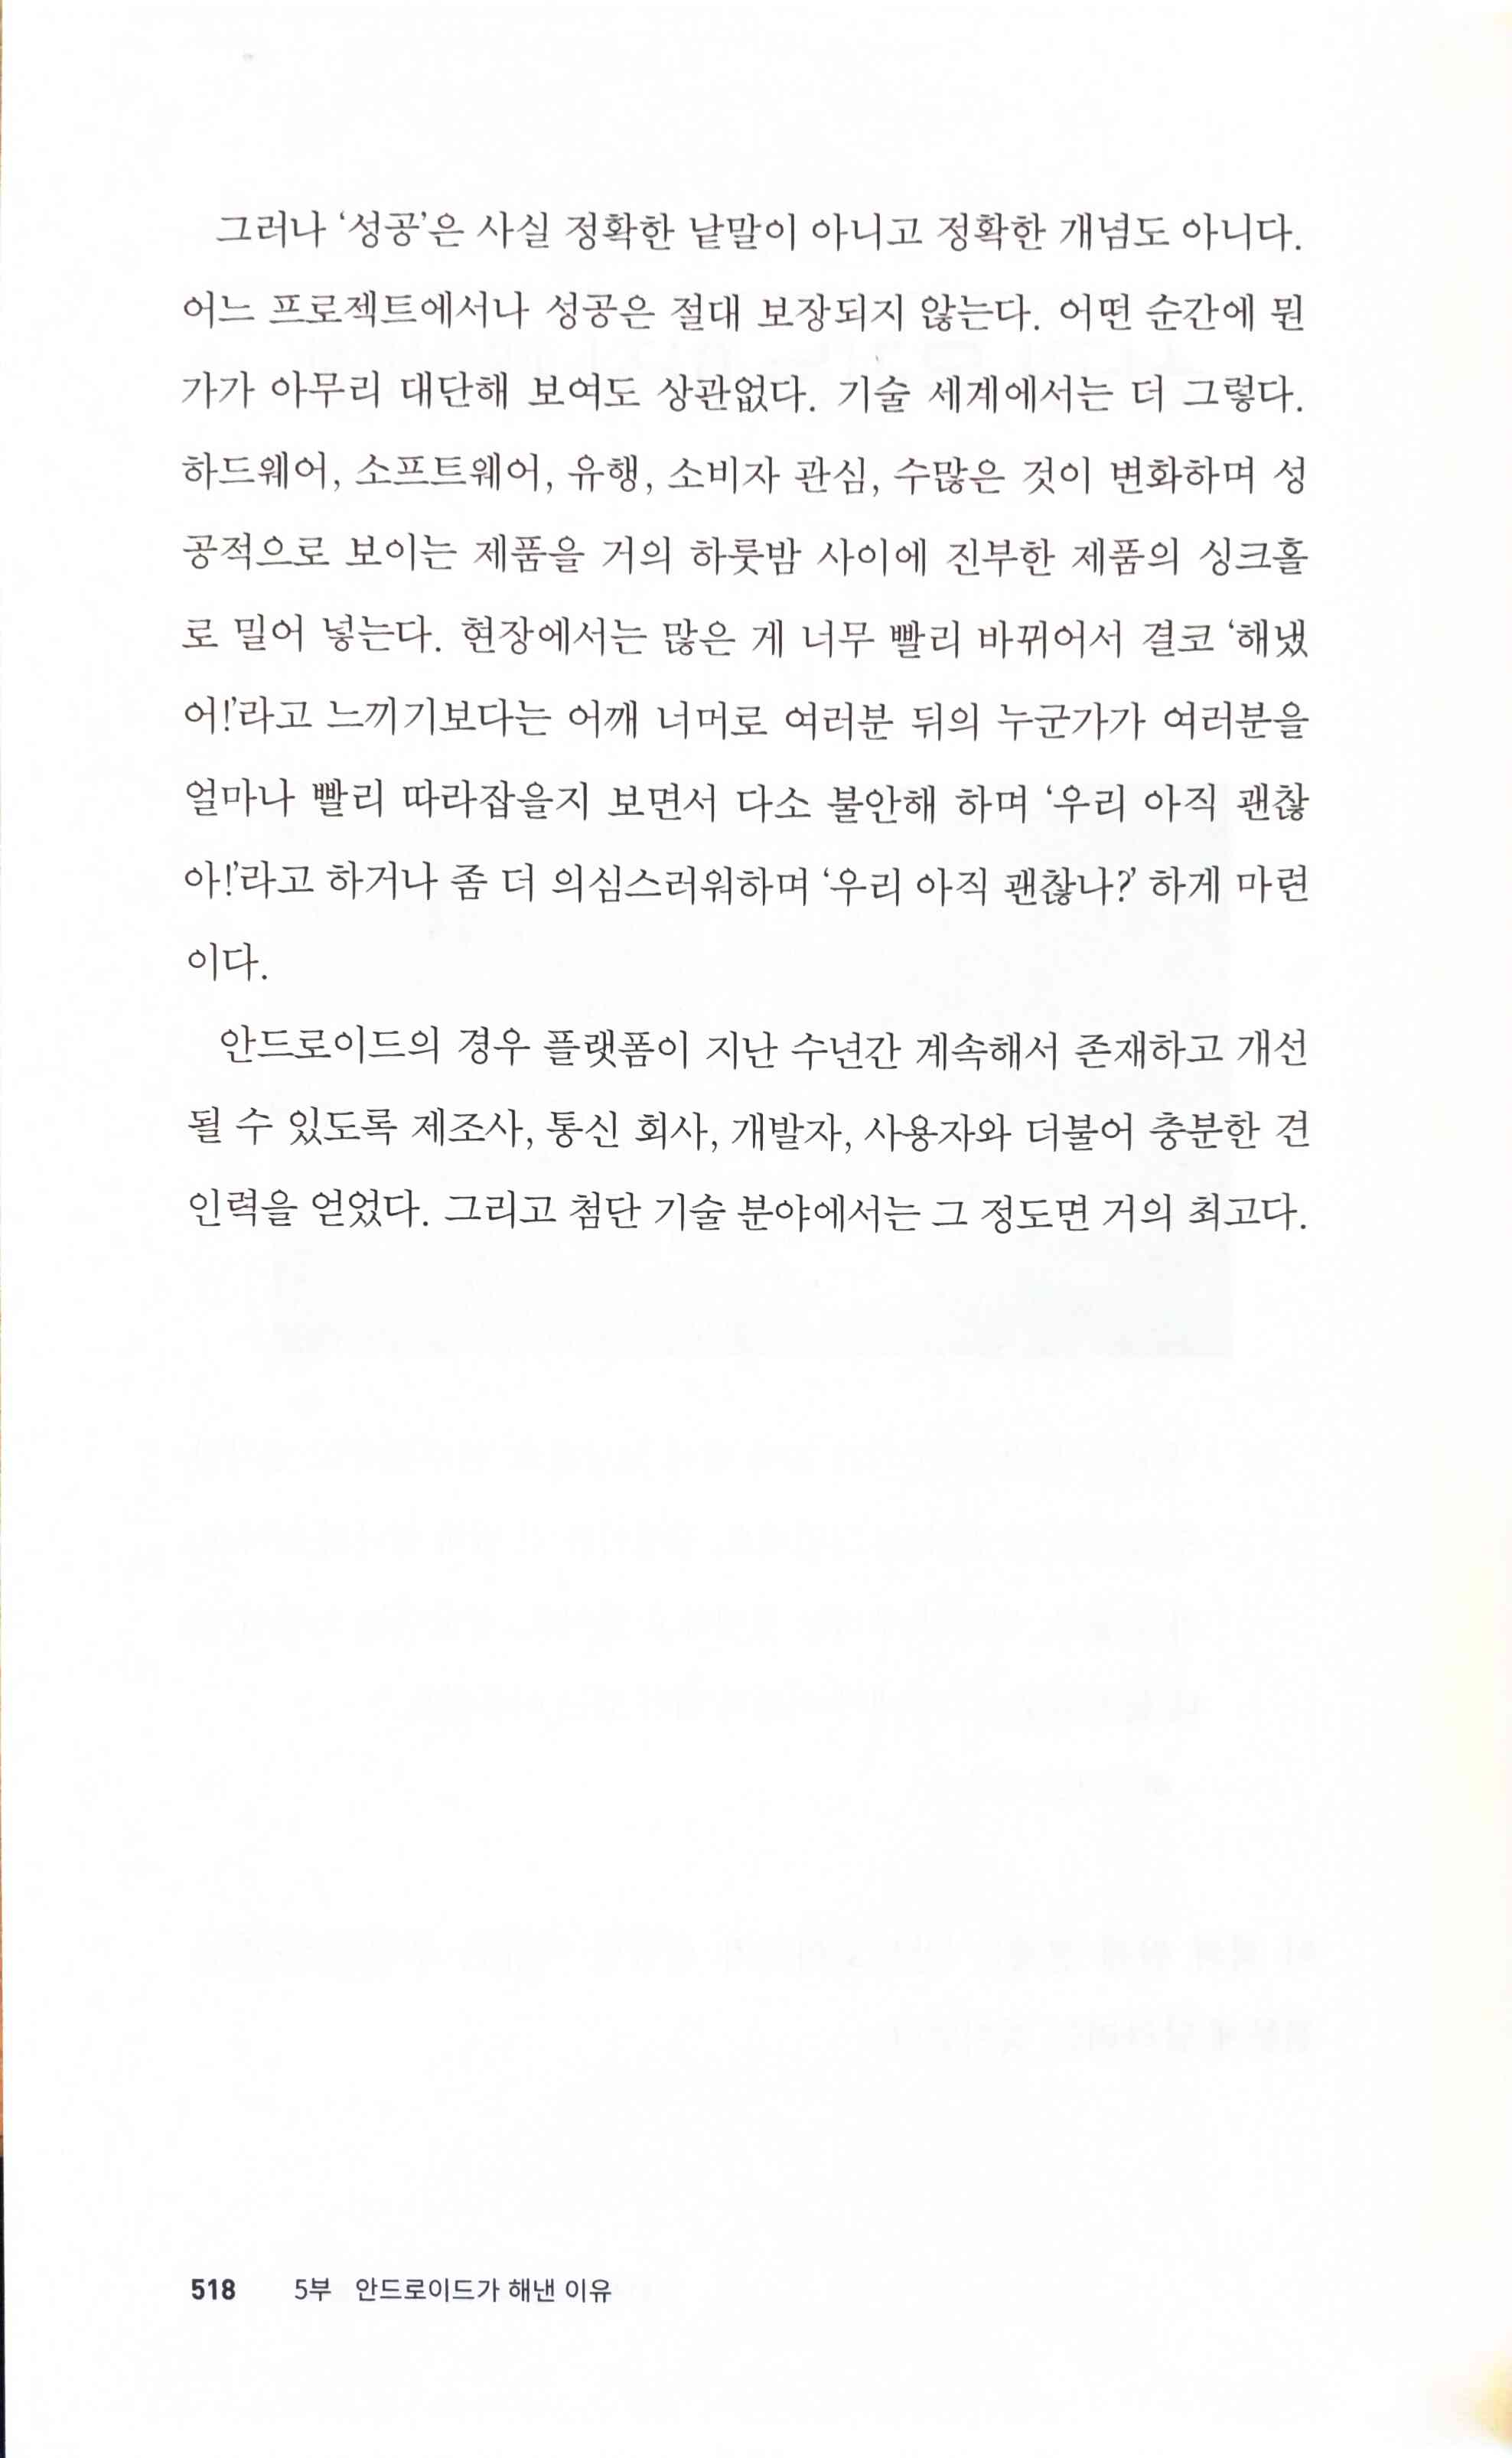 그러나 ‘성공’은 사실 정확한 낱말이 아니고 정확한 개념도 아니다.
어느 프로젝트에서나 성공은 절대 보장되지 않는다. 어떤 순간에 뭔
가가 아무리 대단해 보여도 상관없다. 기술 세계에서는 더 그렇다.
하드웨어, 소프트웨어, 유행, 소비자 관심, 수많은 것이 변화하며 성
공적으로 보이는 제품을 거의 하룻밤 사이에 진부한 제품의 싱크홀
로 밀어 넣는다. 현장에서는 많은 게 너무 빨리 바뀌어서 결코 ‘해냈
어!’라고 느끼기보다는 어깨 너머로 여러분 뒤의 누군가가 여러분을
얼마나 빨리 따라잡을지 보면서 다소 불안해 하며 ‘우리 아직 괜찮
아!’라고 하거나 좀 더 의심스러워하며 ‘우리 아직 괜찮나?’ 하게 마련
이다.
안드로이드의 경우 플랫폼이 지난 수년간 계속해서 존재하고 개선
될 수 있도록 제조사, 통신 회사, 개발자, 사용자와 더불어 충분한 견
인력을 얻었다. 그리고 첨단 기술 분야에서는 그 정도면 거의 최고다.
518 5부 안드로이드가 해낸 이유